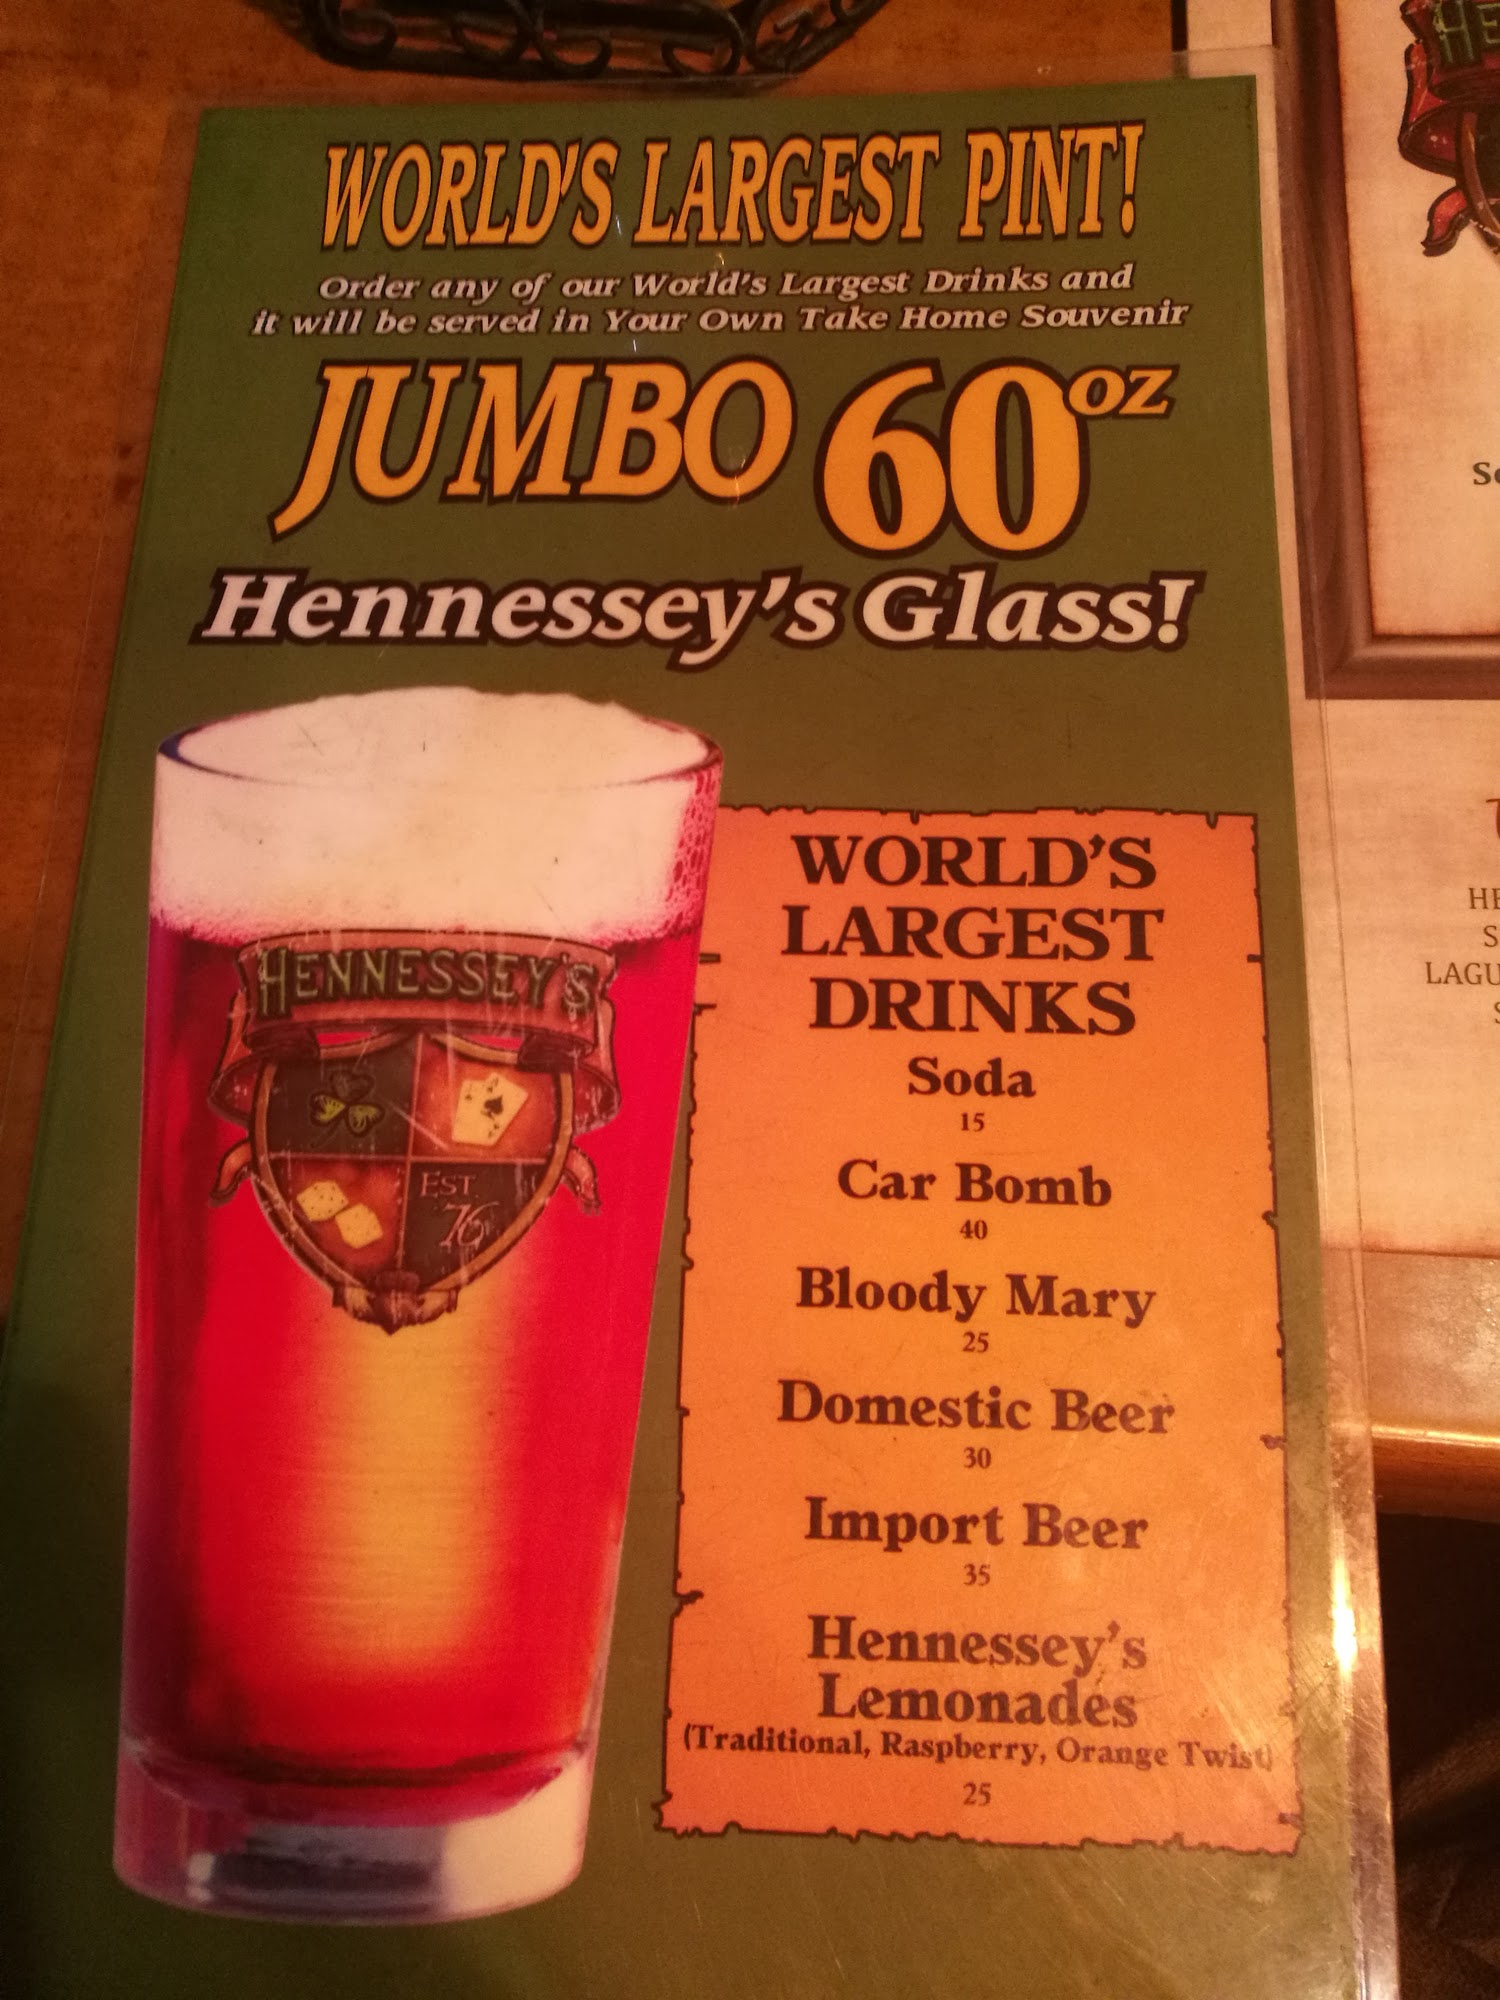 WORLD'S LARGEST PINT!
Order any of our World's Largest Drinks and
it will be served in Your Own Take Home Souvenir
JUMBO 60 oz
Hennessey's Glass!
HENNESSEY'S
EST.
76
WORLD'S
LARGEST
DRINKS
Soda
15
Car Bomb
40
Bloody Mary
25
Domestic Beer
30
Import Beer
35
Hennessey's
Lemonades
(Traditional, Raspberry, Orange Twist)
25